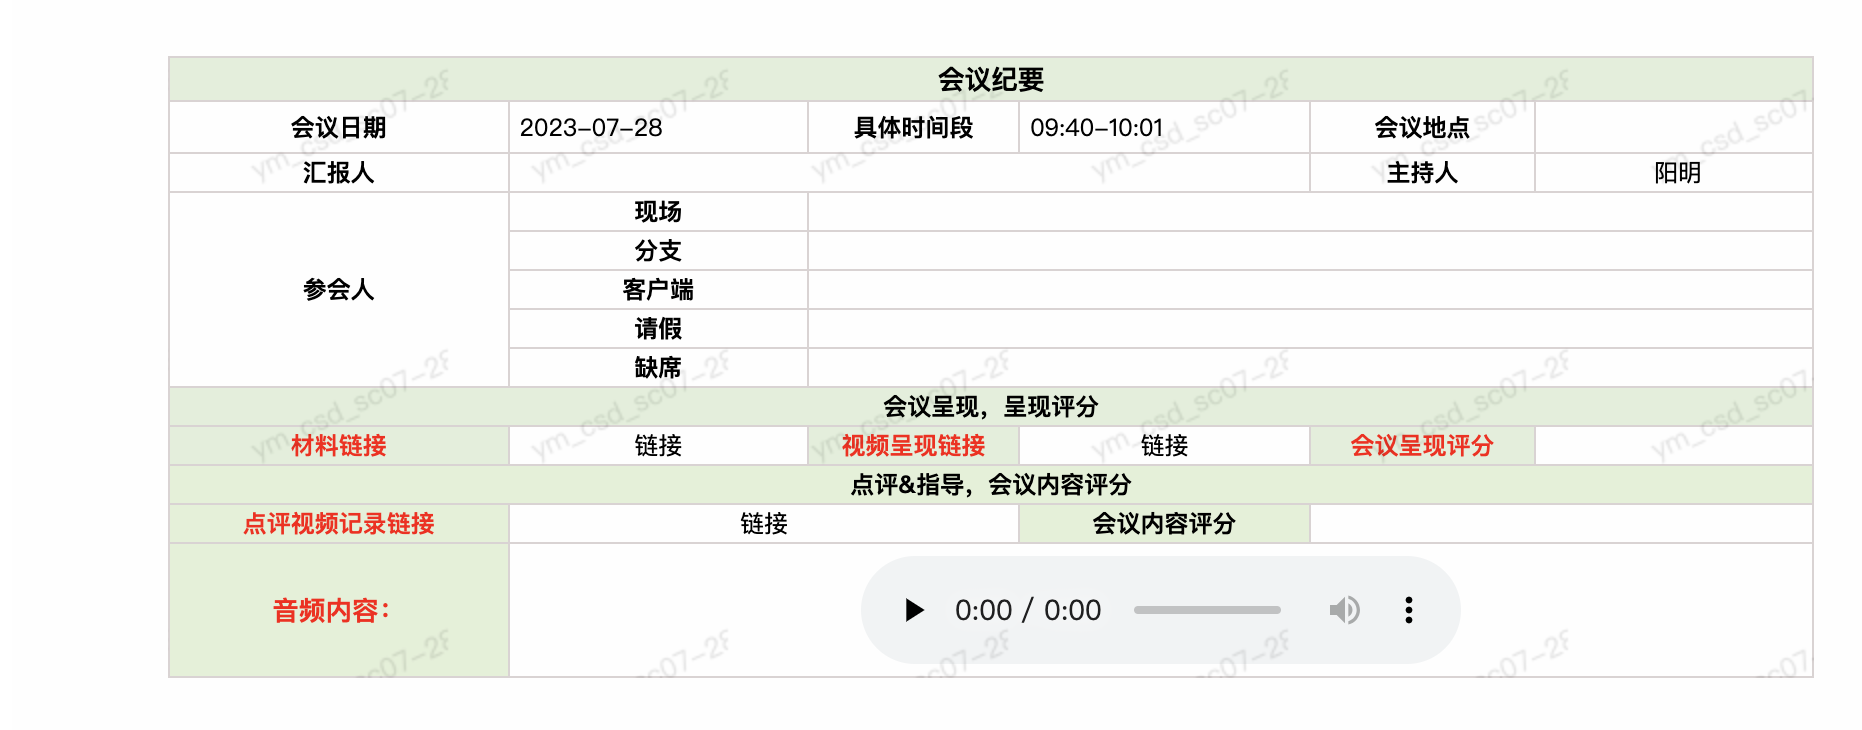 会议纪要
会议日期 2023-07-28 具体时间段 09:40-10:01 会议地点
汇报人 主持人 阳明
参会人
现场
分支
客户端
请假
缺席
会议呈现，呈现评分
材料链接 链接 视频呈现链接 链接 会议呈现评分
点评&指导，会议内容评分
点评视频记录链接 链接 会议内容评分
音频内容： 0:00 / 0:00
ym_csd_sc07-28